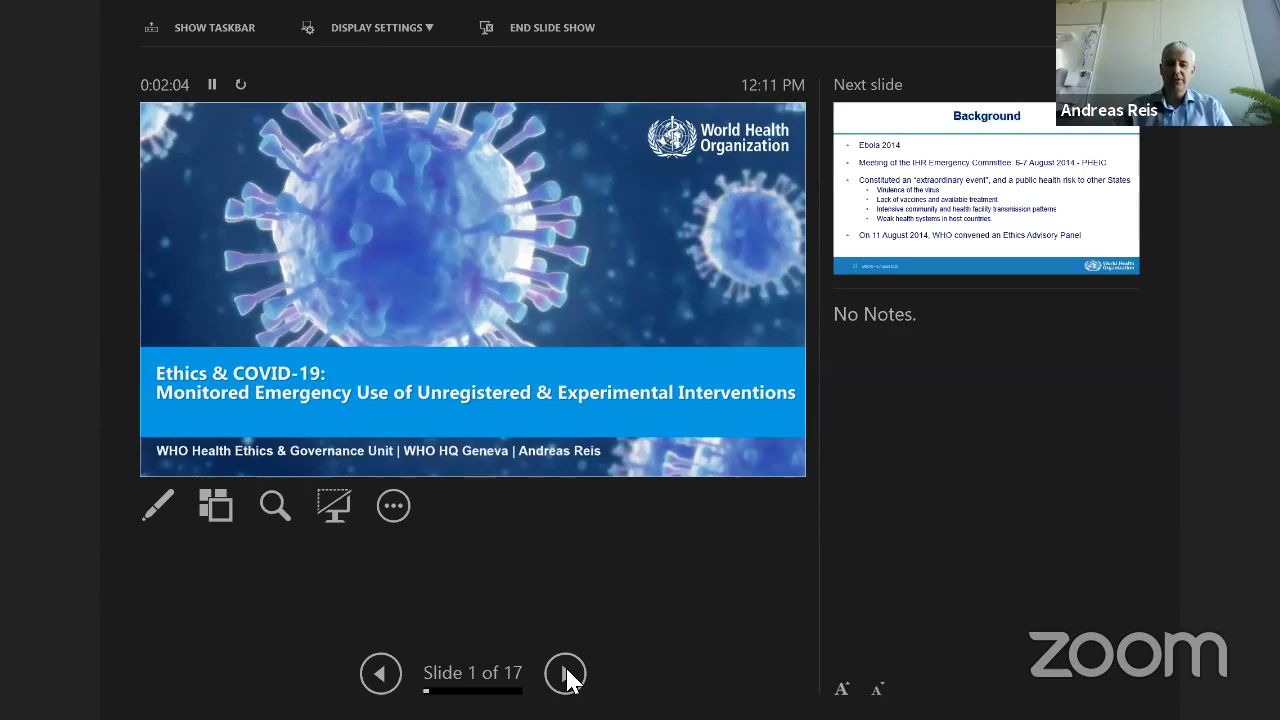 SHOW TASKBAR
DISPLAY SETTINGS
END SLIDE SHOW
0:02:04
12:11 PM
World Health
Organization
Ethics & COVID-19:
Monitored Emergency Use of Unregistered & Experimental Interventions
WHO Health Ethics & Governance Unit | WHO HQ Geneva | Andreas Reis
Slide 1 of 17
Next slide
Background
Ebola 2014
Meeting of the IHR Emergency Committee: 6-7 August 2014 - PHEIC
Constituted an "extraordinary event", and a public health risk to other States
Virulence of the virus
Lack of vaccines and available treatment
Intensive community and health facility transmission patterns
Weak health systems in host countries.
On 11 August 2014, WHO convened an Ethics Advisory Panel
World Health
Organization
No Notes.
Andreas Reis
A A
zoom